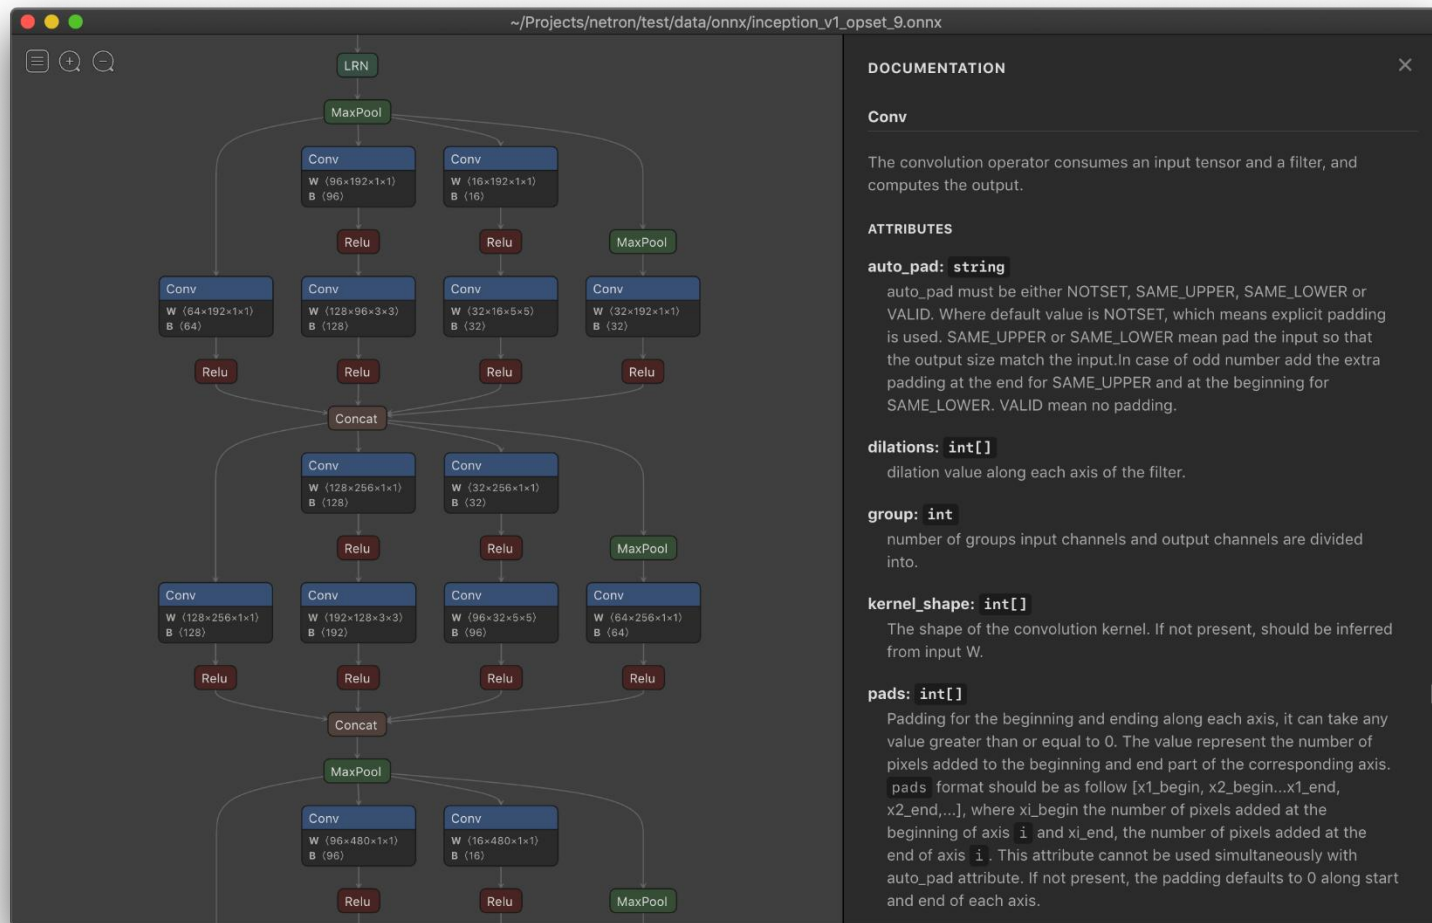 ~/Projects/netron/test/data/onnx/inception_v1_opset_9.onnx
LRN
MaxPool
Conv
W ⟨96×192×1×1⟩
B ⟨96⟩
Conv
W ⟨16×192×1×1⟩
B ⟨16⟩
Relu
Relu
MaxPool
Conv
W ⟨64×192×1×1⟩
B ⟨64⟩
Conv
W ⟨128×96×3×3⟩
B ⟨128⟩
Conv
W ⟨32×16×5×5⟩
B ⟨32⟩
Conv
W ⟨32×192×1×1⟩
B ⟨32⟩
Relu
Relu
Relu
Relu
Concat
Conv
W ⟨128×256×1×1⟩
B ⟨128⟩
Conv
W ⟨32×256×1×1⟩
B ⟨32⟩
Relu
Relu
MaxPool
Conv
W ⟨128×256×1×1⟩
B ⟨128⟩
Conv
W ⟨192×128×3×3⟩
B ⟨192⟩
Conv
W ⟨96×32×5×5⟩
B ⟨96⟩
Conv
W ⟨64×256×1×1⟩
B ⟨64⟩
Relu
Relu
Relu
Relu
Concat
MaxPool
Conv
W ⟨96×480×1×1⟩
B ⟨96⟩
Conv
W ⟨16×480×1×1⟩
B ⟨16⟩
Relu
Relu
MaxPool
DOCUMENTATION
Conv
The convolution operator consumes an input tensor and a filter, and
computes the output.
ATTRIBUTES
auto_pad: string
auto_pad must be either NOTSET, SAME_UPPER, SAME_LOWER or
VALID. Where default value is NOTSET, which means explicit padding
is used. SAME_UPPER or SAME_LOWER mean pad the input so that
the output size match the input.In case of odd number add the extra
padding at the end for SAME_UPPER and at the beginning for
SAME_LOWER. VALID mean no padding.
dilations: int[]
dilation value along each axis of the filter.
group: int
number of groups input channels and output channels are divided
into.
kernel_shape: int[]
The shape of the convolution kernel. If not present, should be inferred
from input W.
pads: int[]
Padding for the beginning and ending along each axis, it can take any
value greater than or equal to 0. The value represent the number of
pixels added to the beginning and end part of the corresponding axis.
pads format should be as follow [x1_begin, x2_begin...x1_end,
x2_end,...], where xi_begin the number of pixels added at the
beginning of axis i and xi_end, the number of pixels added at the
end of axis i. This attribute cannot be used simultaneously with
auto_pad attribute. If not present, the padding defaults to 0 along start
and end of each axis.